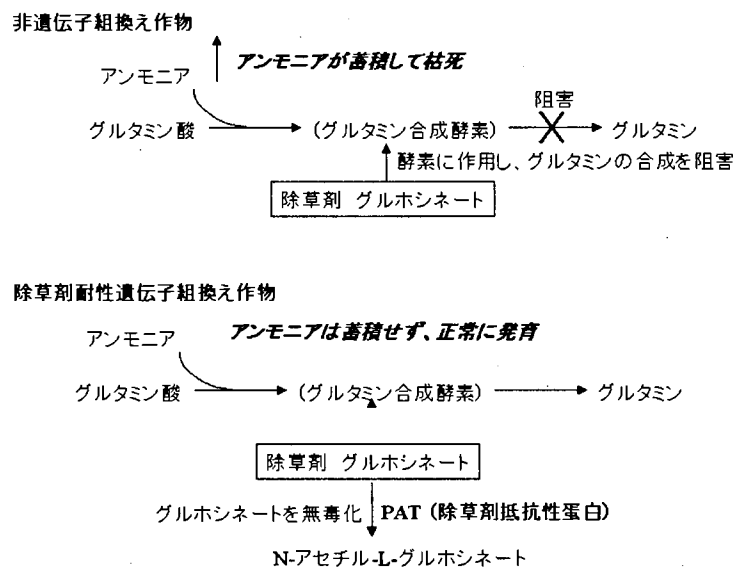 非遺伝子組換え作物
アンモニアが蓄積して枯死
アンモニア
阻害
グルタミン酸
(グルタミン合成酵素)
グルタミン
酵素に作用し、グルタミンの合成を阻害
除草剤 グルホシネート
除草剤耐性遺伝子組換え作物
アンモニアは蓄積せず、正常に発育
アンモニア
グルタミン酸
(グルタミン合成酵素)
グルタミン
除草剤 グルホシネート
グルホシネートを無毒化
PAT (除草剤抵抗性蛋白)
N-アセチル-L-グルホシネート